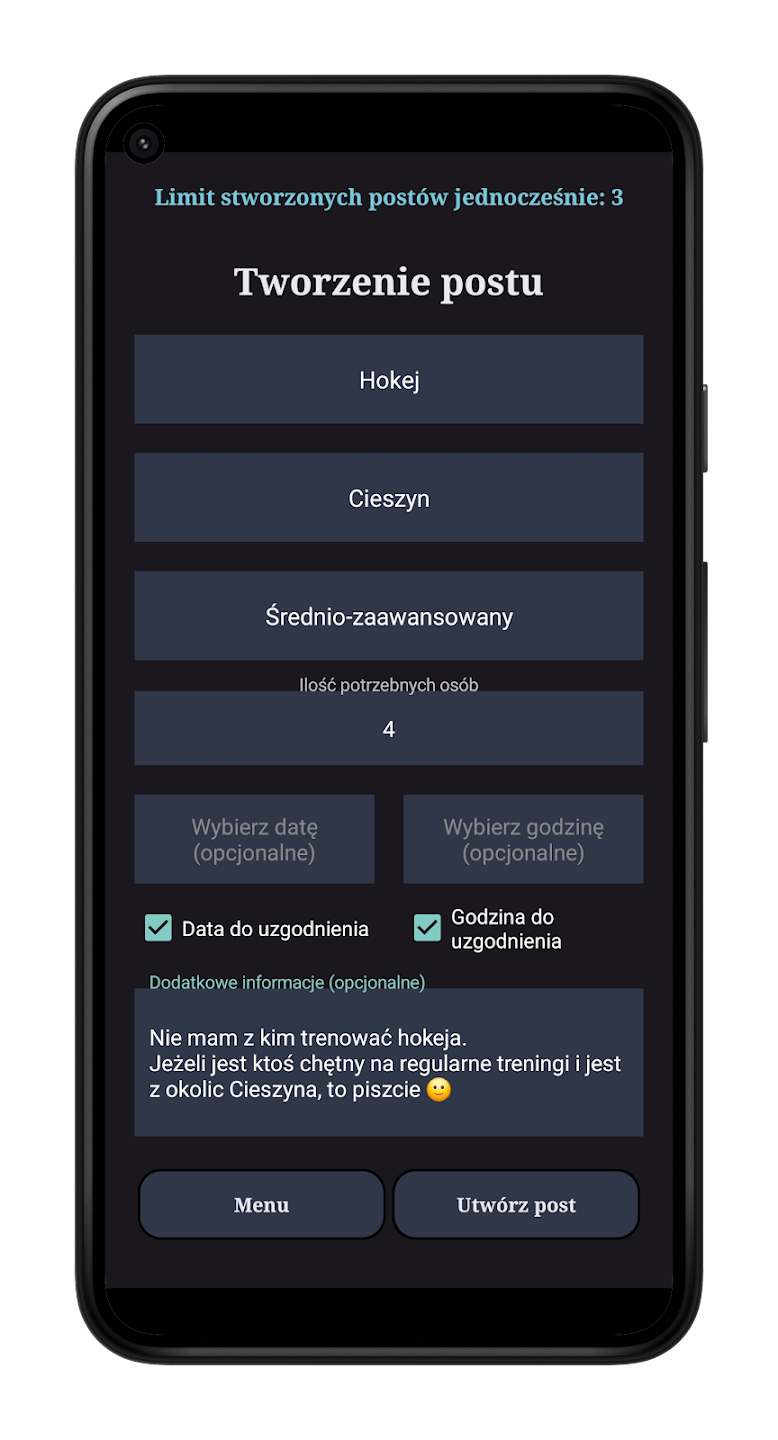 Limit stworzonych postów jednocześnie: 3
Tworzenie postu
Hokej
Cieszyn
Średnio-zaawansowany
Ilość potrzebnych osób
4
Wybierz datę
(opcjonalne)
Wybierz godzinę
(opcjonalne)
Data do uzgodnienia
Godzina do
uzgodnienia
Dodatkowe informacje (opcjonalne)
Nie mam z kim trenować hokeja.
Jeżeli jest ktoś chętny na regularne treningi i jest
z okolic Cieszyna, to piszcie 🙂
Menu
Utwórz post